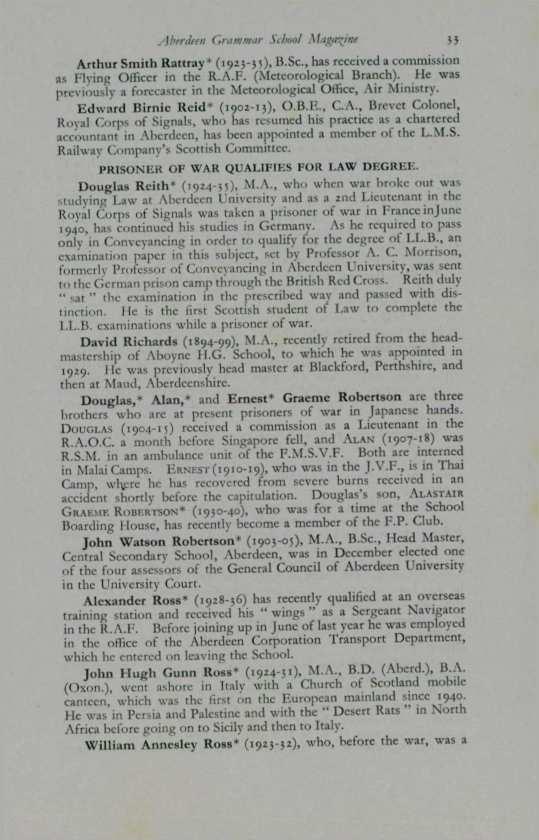 Aberdeen Grammar School Magazine 33
Arthur Smith Rattray* (1923-35), B.Sc., has received a commission
as Flying Officer in the R.A.F. (Meteorological Branch). He was
previously a forecaster in the Meteorological Office, Air Ministry.
Edward Birnie Reid* (1902-13), O.B.E., C.A., Brevet Colonel,
Royal Corps of Signals, who has resumed his practice as a chartered
accountant in Aberdeen, has been appointed a member of the L.M.S.
Railway Company's Scottish Committee.
PRISONER OF WAR QUALIFIES FOR LAW DEGREE.
Douglas Reith* (1924-35), M.A., who when war broke out was
studying Law at Aberdeen University and as a 2nd Lieutenant in the
Royal Corps of Signals was taken a prisoner of war in France in June
1940, has continued his studies in Germany. As he required to pass
only in Conveyancing in order to qualify for the degree of LL.B., an
examination paper in this subject, set by Professor A. C. Morrison,
formerly Professor of Conveyancing in Aberdeen University, was sent
to the German prison camp through the British Red Cross. Reith duly
" sat " the examination in the prescribed way and passed with dis-
tinction. He is the first Scottish student of Law to complete the
LL.B. examinations while a prisoner of war.
David Richards (1894-99), M.A., recently retired from the head-
mastership of Aboyne H.G. School, to which he was appointed in
1929. He was previously head master at Blackford, Perthshire, and
then at Maud, Aberdeenshire.
Douglas,* Alan,* and Ernest* Graeme Robertson are three
brothers who are at present prisoners of war in Japanese hands.
DOUGLAS (1904-15) received a commission as a Lieutenant in the
R.A.O.C. a month before Singapore fell, and ALAN (1907-18) was
R.S.M. in an ambulance unit of the F.M.S.V.F. Both are interned
in Malai Camps. ERNEST (1910-19), who was in the J.V.F., is in Thai
Camp, where he has recovered from severe burns received in an
accident shortly before the capitulation. Douglas's son, ALASTAIR
GRAEME ROBERTSON* (1930-40), who was for a time at the School
Boarding House, has recently become a member of the F.P. Club.
John Watson Robertson* (1903-05), M.A., B.Sc., Head Master,
Central Secondary School, Aberdeen, was in December elected one
of the four assessors of the General Council of Aberdeen University
in the University Court.
Alexander Ross* (1928-36) has recently qualified at an overseas
training station and received his " wings " as a Sergeant Navigator
in the R.A.F. Before joining up in June of last year he was employed
in the office of the Aberdeen Corporation Transport Department,
which he entered on leaving the School.
John Hugh Gunn Ross* (1924-31), M.A., B.D. (Aberd.), B.A.
(Oxon.), went ashore in Italy with a Church of Scotland mobile
canteen, which was the first on the European mainland since 1940.
He was in Persia and Palestine and with the " Desert Rats " in North
Africa before going on to Sicily and then to Italy.
William Annesley Ross* (1923-32), who, before the war, was a